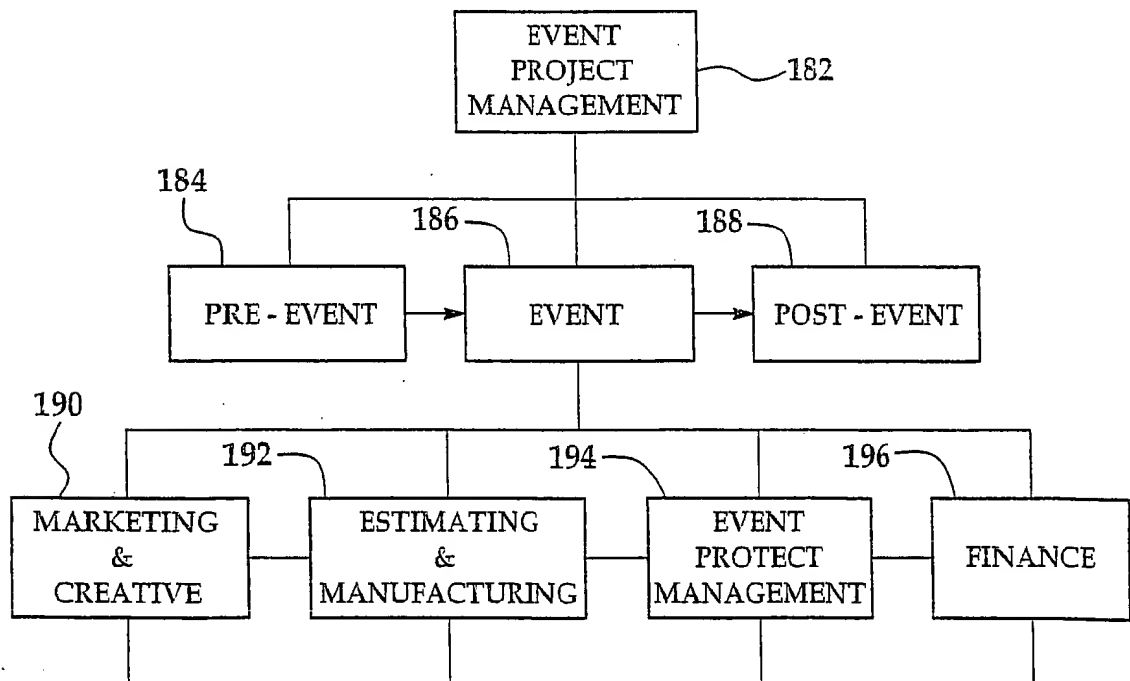 EVENT
PROJECT
MANAGEMENT
182
184
186
188
PRE - EVENT
EVENT
POST - EVENT
190
192
194
196
MARKETING
&
CREATIVE
ESTIMATING
&
MANUFACTURING
EVENT
PROTECT
MANAGEMENT
FINANCE